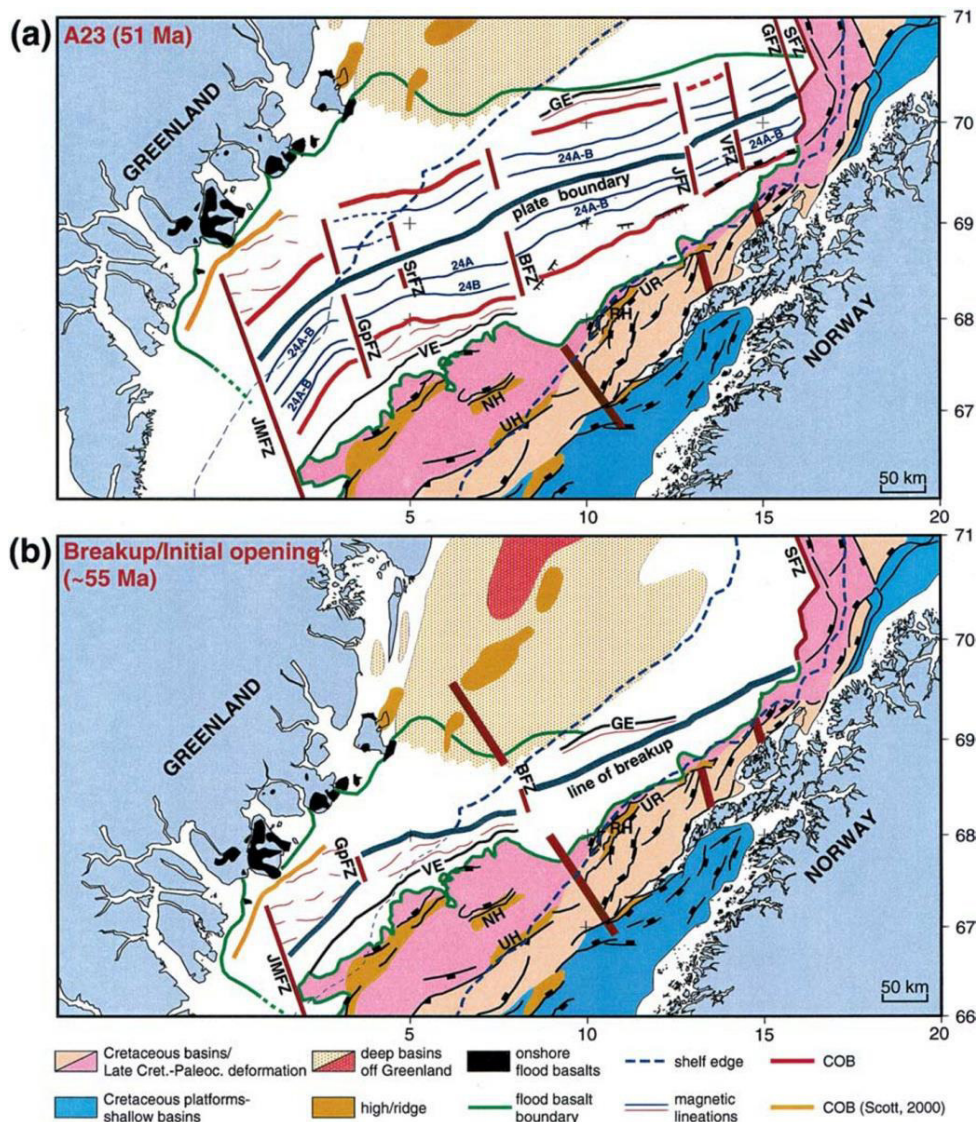 (a)
A23 (51 Ma)
GREENLAND
GE
GFZ
SFZ
71
70
24A-B
VFZ
24A-B
plate boundary
24A-B
JFZ
69
SrFZ
24A
24B
BFZ
UR
RH
68
24A-B
GpFZ
VE
24A-B
NH
UH
NORWAY
67
JMFZ
50 km
5
10
15
20
(b)
Breakup/Initial opening
(~55 Ma)
71
SFZ
70
GREENLAND
GE
69
BFZ
line of breakup
UR
RH
68
GpFZ
VE
NORWAY
NH
67
UH
JMFZ
50 km
66
5
10
15
20
Cretaceous basins/
Late Cret.-Paleoc. deformation
deep basins
off Greenland
onshore
flood basalts
shelf edge
COB
Cretaceous platforms-
shallow basins
high/ridge
flood basalt
boundary
magnetic
lineations
COB (Scott, 2000)